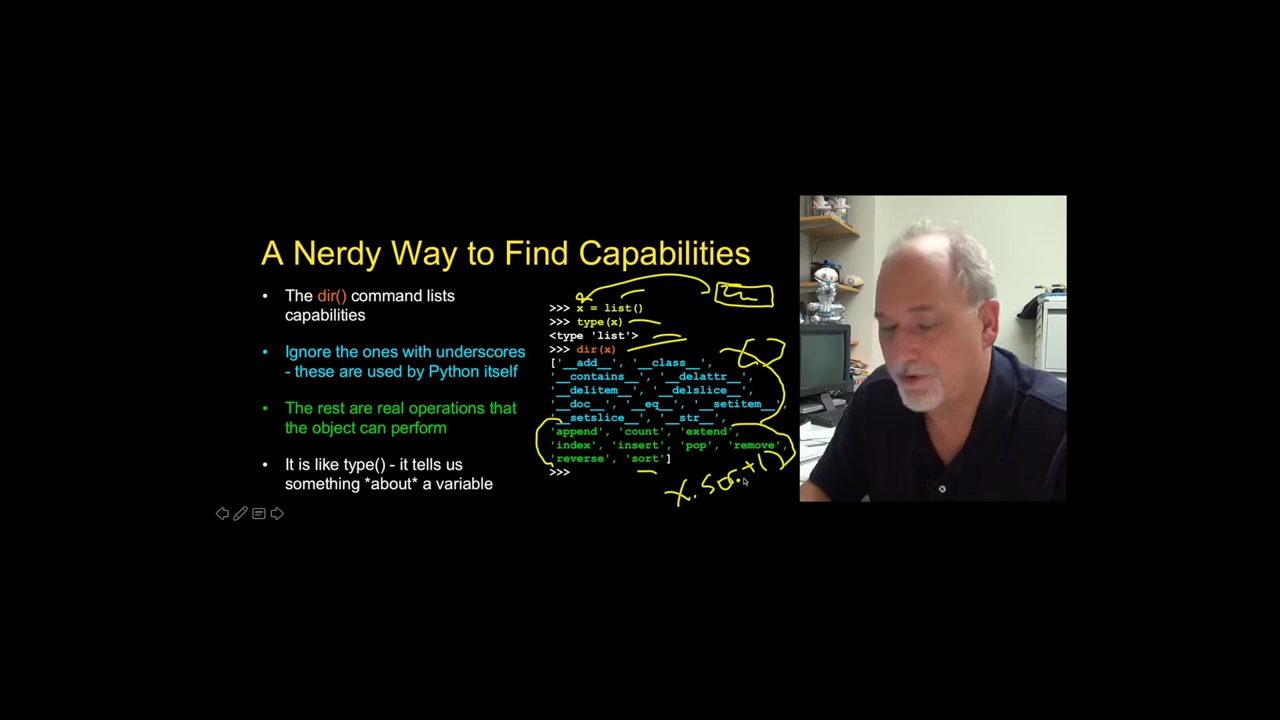 A Nerdy Way to Find Capabilities
• The dir() command lists
capabilities
• Ignore the ones with underscores
- these are used by Python itself
• The rest are real operations that
the object can perform
• It is like type() - it tells us
something *about* a variable
>>> x = list()
>>> type(x)
<type 'list'>
>>> dir(x)
['__add__', '__class__',
'__contains__', '__delattr__',
'__delitem__', '__delslice__',
'__doc__', '__eq__', '__setitem__',
'__setslice__', '__str__',
'append', 'count', 'extend',
'index', 'insert', 'pop', 'remove',
'reverse', 'sort']
>>>
x.sort()